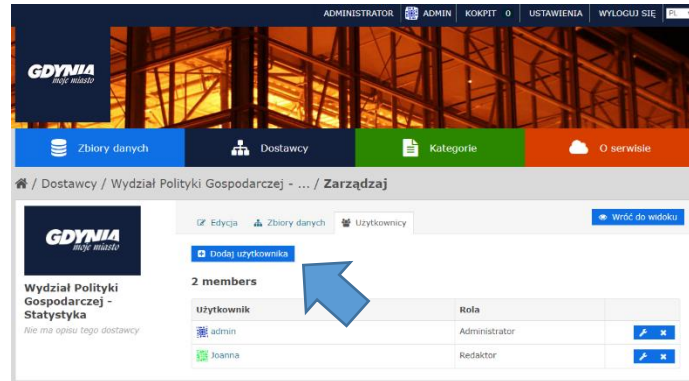 ADMINISTRATOR ADMIN KOKPIT 0 USTAWIENIA WYLOGUJ SIĘ PL
GDYNIA
moje miasto
Zbiory danych Dostawcy Kategorie O serwisie
/ Dostawcy / Wydział Polityki Gospodarczej - ... / Zarządzaj
GDYNIA
moje miasto
Wydział Polityki
Gospodarczej -
Statystyka
Nie ma opisu tego dostawcy
Edycja Zbiory danych Użytkownicy Wróć do widoku
Dodaj użytkownika
2 members
Użytkownik Rola
admin Administrator
Joanna Redaktor